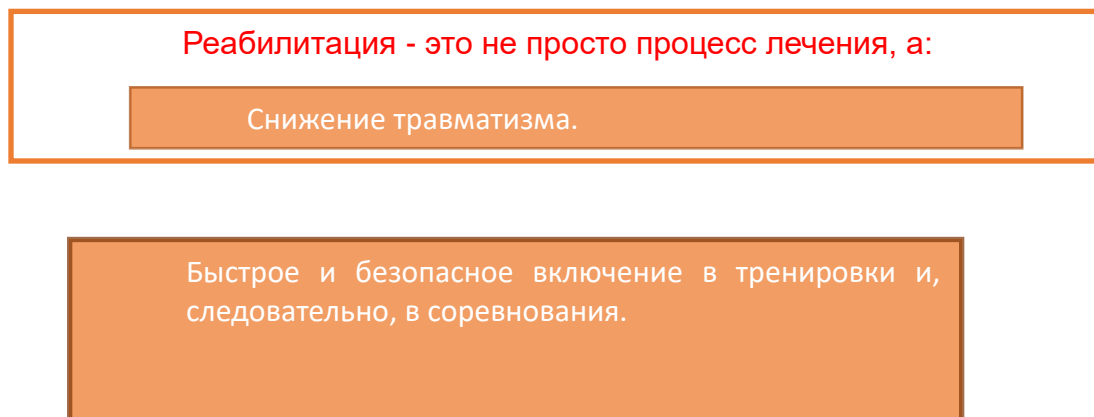 Реабилитация - это не просто процесс лечения, а:
Снижение травматизма.
Быстрое и безопасное включение в тренировки и,
следовательно, в соревнования.